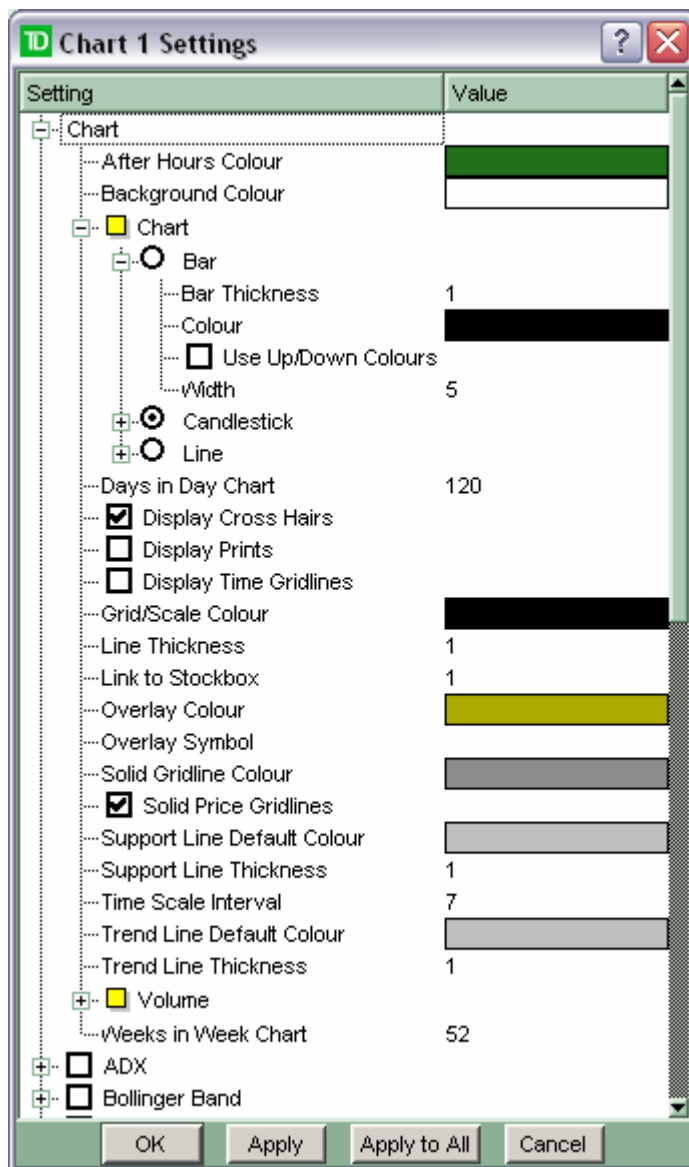 TD Chart 1 Settings ?
Setting Value
Chart
After Hours Colour
Background Colour
Chart
Bar
Bar Thickness 1
Colour
Use Up/Down Colours
Width 5
Candlestick
Line
Days in Day Chart 120
Display Cross Hairs
Display Prints
Display Time Gridlines
Grid/Scale Colour
Line Thickness 1
Link to Stockbox 1
Overlay Colour
Overlay Symbol
Solid Gridline Colour
Solid Price Gridlines
Support Line Default Colour
Support Line Thickness 1
Time Scale Interval 7
Trend Line Default Colour
Trend Line Thickness 1
Volume
Weeks in Week Chart 52
ADX
Bollinger Band
OK Apply Apply to All Cancel